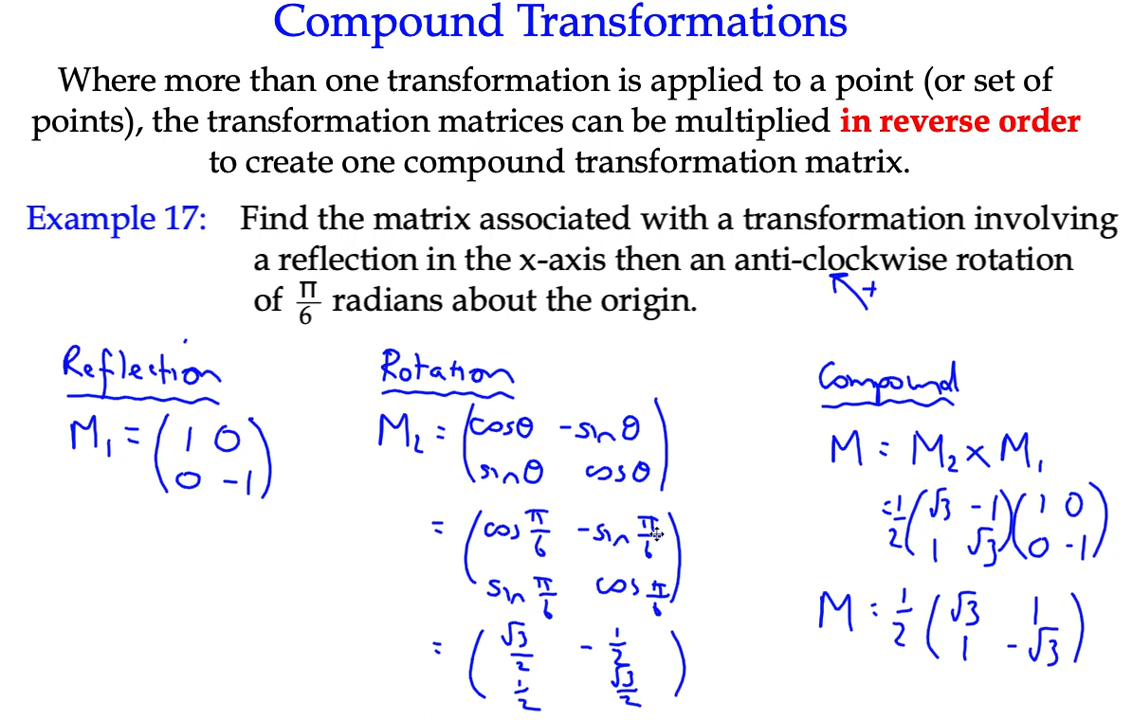 Compound Transformations
Where more than one transformation is applied to a point (or set of
points), the transformation matrices can be multiplied in reverse order
to create one compound transformation matrix.
Example 17: Find the matrix associated with a transformation involving
a reflection in the x-axis then an anti-clockwise rotation
of π/6 radians about the origin.
+
Reflection
M₁ = (1 0
0 -1)
Rotation
M₂ = (cosθ -sinθ
sinθ cosθ)
= (cos π/6 -sin π/6
sin π/6 cos π/6)
= (√3/2 -1/2
1/2 √3/2)
Compound
M = M₂ × M₁
= 1/2 (√3 -1 (1 0
1 √3) 0 -1)
M = 1/2 (√3 1
1 -√3)